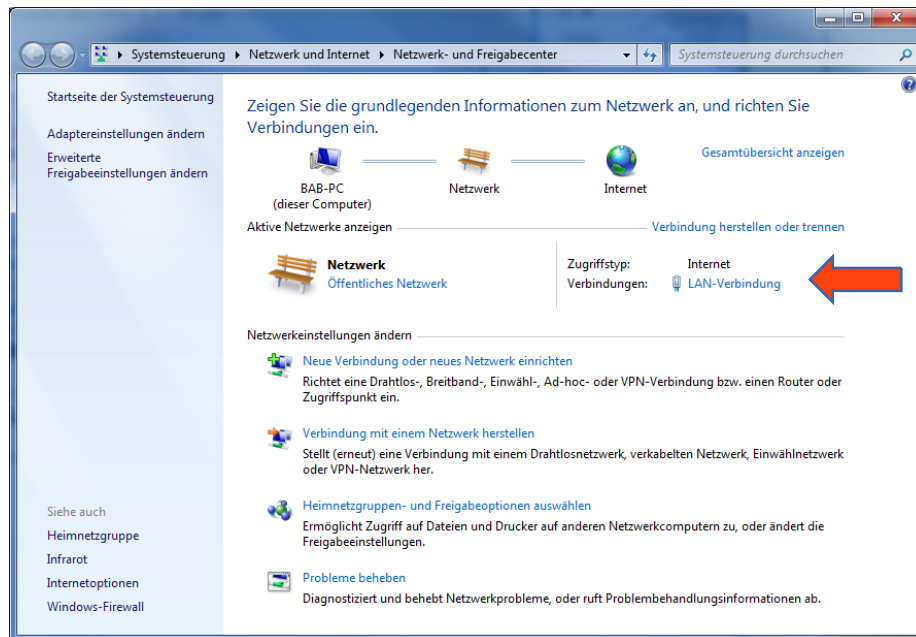 Systemsteuerung ▸ Netzwerk und Internet ▸ Netzwerk- und Freigabecenter
Systemsteuerung durchsuchen
Startseite der Systemsteuerung
Adaptereinstellungen ändern
Erweiterte
Freigabeeinstellungen ändern
Zeigen Sie die grundlegenden Informationen zum Netzwerk an, und richten Sie
Verbindungen ein.
Gesamtübersicht anzeigen
BAB-PC
(dieser Computer)
Netzwerk
Internet
Aktive Netzwerke anzeigen
Verbindung herstellen oder trennen
Netzwerk
Öffentliches Netzwerk
Zugriffstyp: Internet
Verbindungen: LAN-Verbindung
Netzwerkeinstellungen ändern
Neue Verbindung oder neues Netzwerk einrichten
Richtet eine Drahtlos-, Breitband-, Einwähl-, Ad-hoc- oder VPN-Verbindung bzw. einen Router oder
Zugriffspunkt ein.
Verbindung mit einem Netzwerk herstellen
Stellt (erneut) eine Verbindung mit einem Drahtlosnetzwerk, verkabelten Netzwerk, Einwählnetzwerk
oder VPN-Netzwerk her.
Heimnetzgruppen- und Freigabeoptionen auswählen
Ermöglicht Zugriff auf Dateien und Drucker auf anderen Netzwerkcomputern zu, oder ändert die
Freigabeeinstellungen.
Probleme beheben
Diagnostiziert und behebt Netzwerkprobleme, oder ruft Problembehandlungsinformationen ab.
Siehe auch
Heimnetzgruppe
Infrarot
Internetoptionen
Windows-Firewall